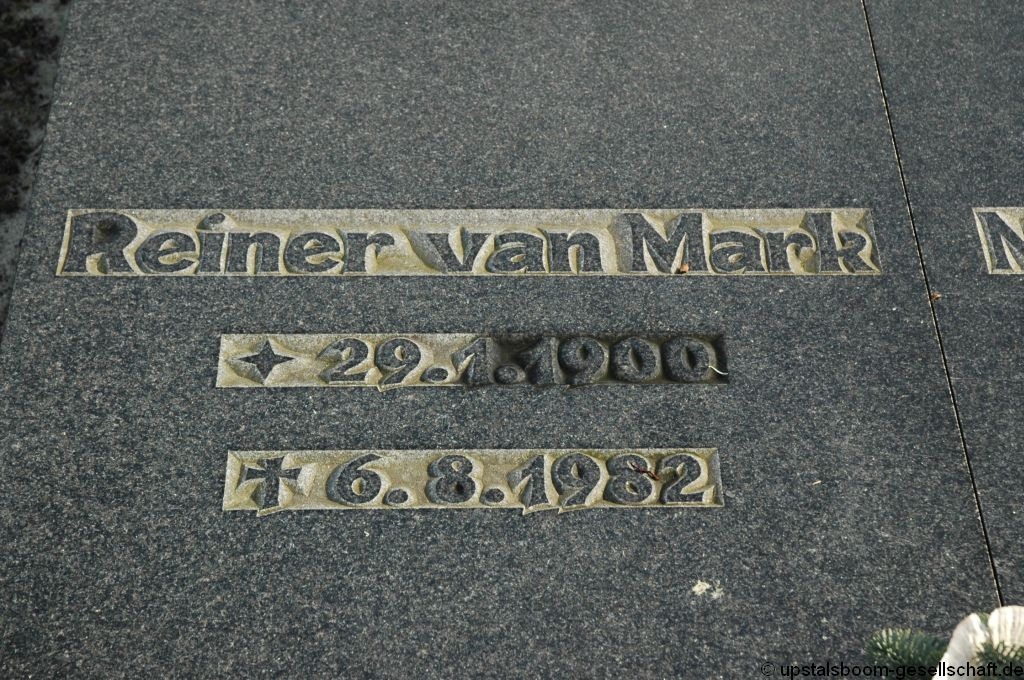 Reiner van Mark
29.1.1900
6.8.1982
© upstalsboom-gesellschaft.de